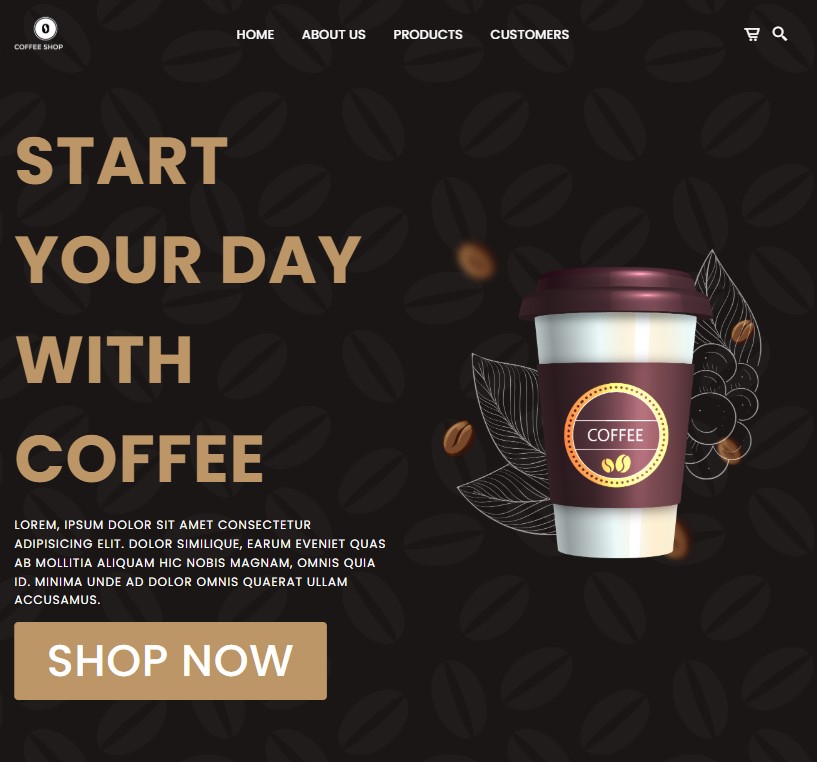 COFFEE SHOP
HOME ABOUT US PRODUCTS CUSTOMERS
START
YOUR DAY
WITH
COFFEE
LOREM, IPSUM DOLOR SIT AMET CONSECTETUR
ADIPISICING ELIT. DOLOR SIMILIQUE, EARUM EVENIET QUAS
AB MOLLITIA ALIQUAM HIC NOBIS MAGNAM, OMNIS QUIA
ID. MINIMA UNDE AD DOLOR OMNIS QUAERAT ULLAM
ACCUSAMUS.
SHOP NOW
COFFEE